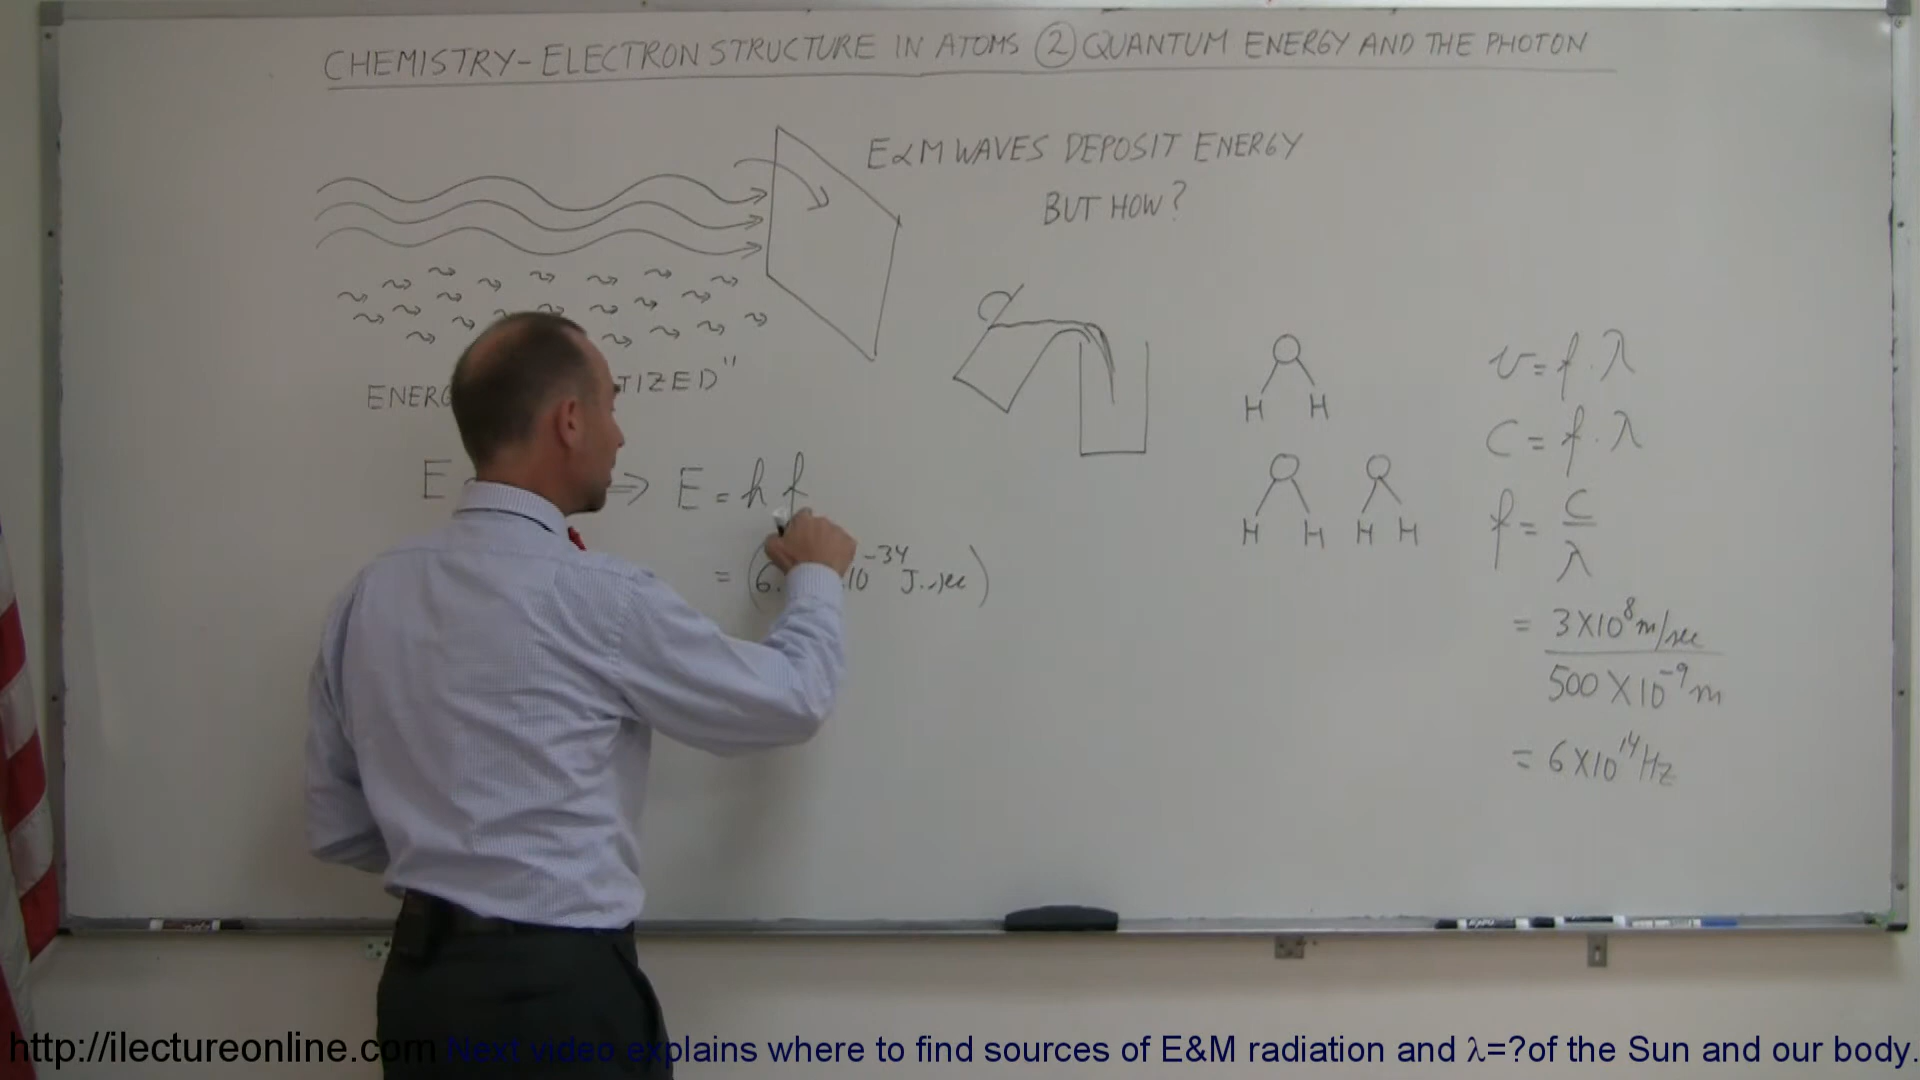 CHEMISTRY-ELECTRON STRUCTURE IN ATOMS ② QUANTUM ENERGY AND THE PHOTON
E&M WAVES DEPOSIT ENERGY
BUT HOW?
E ⇒ E = h f
= (6. 10⁻³⁴ J·sec)
H H
H H H H
v = f · λ
C = f · λ
f = C / λ
= 3 X 10⁸ m/sec
500 X 10⁻⁹ m
= 6 X 10¹⁴ Hz
http://ilectureonline.com Next video explains where to find sources of E&M radiation and λ=?of the Sun and our body.